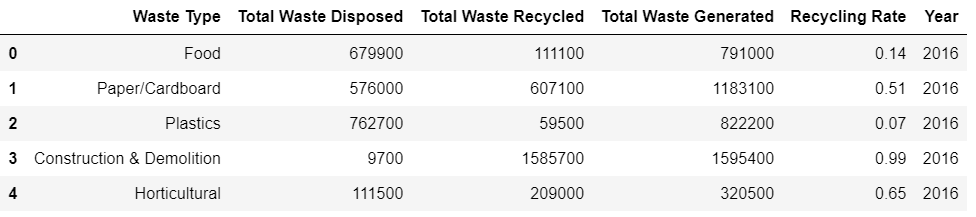 Waste Type Total Waste Disposed Total Waste Recycled Total Waste Generated Recycling Rate Year
0 Food 679900 111100 791000 0.14 2016
1 Paper/Cardboard 576000 607100 1183100 0.51 2016
2 Plastics 762700 59500 822200 0.07 2016
3 Construction & Demolition 9700 1585700 1595400 0.99 2016
4 Horticultural 111500 209000 320500 0.65 2016